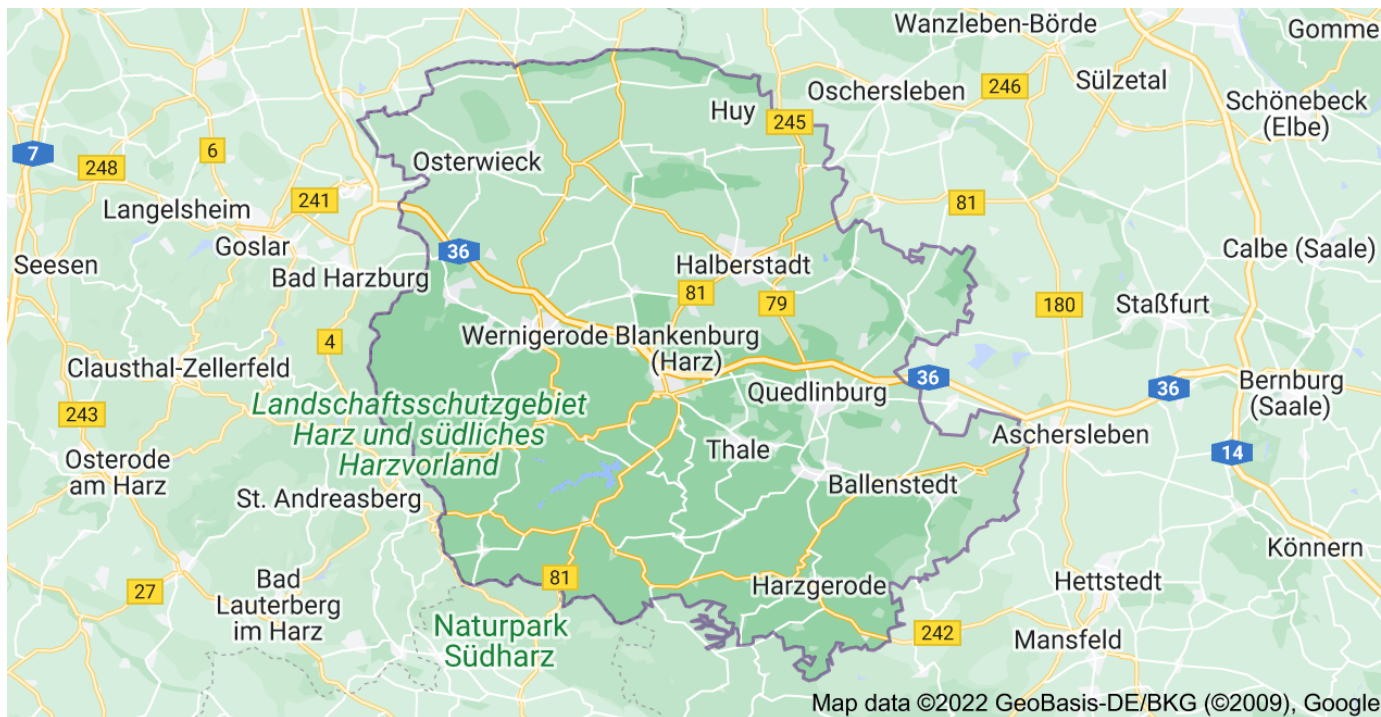 Wanzleben-Börde
Gomme
Oschersleben
246
Sülzetal
Huy
245
Schönebeck
(Elbe)
7
248
6
Osterwieck
241
Langelsheim
81
Goslar
36
Seesen
Bad Harzburg
Halberstadt
Calbe (Saale)
81
79
180
Staßfurt
4
Wernigerode
Blankenburg
(Harz)
Clausthal-Zellerfeld
36
36
Quedlinburg
Bernburg
(Saale)
243
Landschaftsschutzgebiet
Harz und südliches
Harzvorland
Aschersleben
Thale
14
Osterode
am Harz
St. Andreasberg
Ballenstedt
Könnern
27
Bad
Lauterberg
im Harz
81
Harzgerode
Hettstedt
Naturpark
Südharz
242
Mansfeld
Map data ©2022 GeoBasis-DE/BKG (©2009), Google